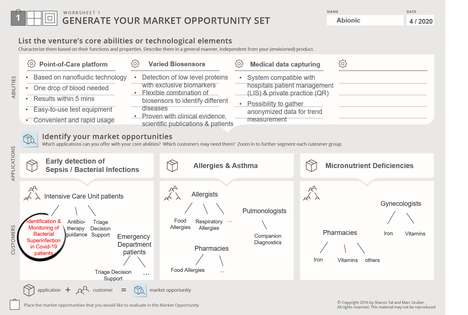 WORKSHEET 1
1
GENERATE YOUR MARKET OPPORTUNITY SET
NAME
Abionic
DATE
4 / 2020
List the venture's core abilities or technological elements
Characterize them based on their functions and properties. Describe them in a general manner, independent from your (envisioned) product.
ABILITIES
Point-of-Care platform
• Based on nanofluidic technology
• One drop of blood needed
• Results within 5 mins
• Easy-to-use test equipment
• Convenient and rapid usage
Varied Biosensors
• Detection of low level proteins
with exclusive biomarkers
• Flexible combination of
biosensors to identify different
diseases
• Proven with clinical evidence,
scientific publications & patents
Medical data capturing
• System compatible with
hospitals patient management
(LIS) & private practice (QR)
• Possibility to gather
anonymized data for trend
measurement
Identify your market opportunities
Which applications can you offer with your core abilities? Which customers may need them? Zoom in to further segment each customer group.
APPLICATIONS
Early detection of
Sepsis / Bacterial Infections
Allergies & Asthma
Micronutrient Deficiencies
CUSTOMERS
Intensive Care Unit patients
Identification &
Monitoring of
Bacterial
Superinfection
in Covid-19
patients
Antibio-
therapy
guidance
Triage
Decision
Support
Emergency
Department
patients
Triage Decision
Support
...
Allergists
Food
Allergies
Respiratory
Allergies
...
Pulmonologists
Companion
Diagnostics
Pharmacies
Food Allergies
...
Gynecologists
Iron
Vitamins
Pharmacies
Iron
Vitamins
others
application + customer = market opportunity
Place the market opportunities that you would like to evaluate in the Market Opportunity
© Copyright 2016 by Sharon Tal and Marc Gruber.
All rights reserved. This material may not be reproduced